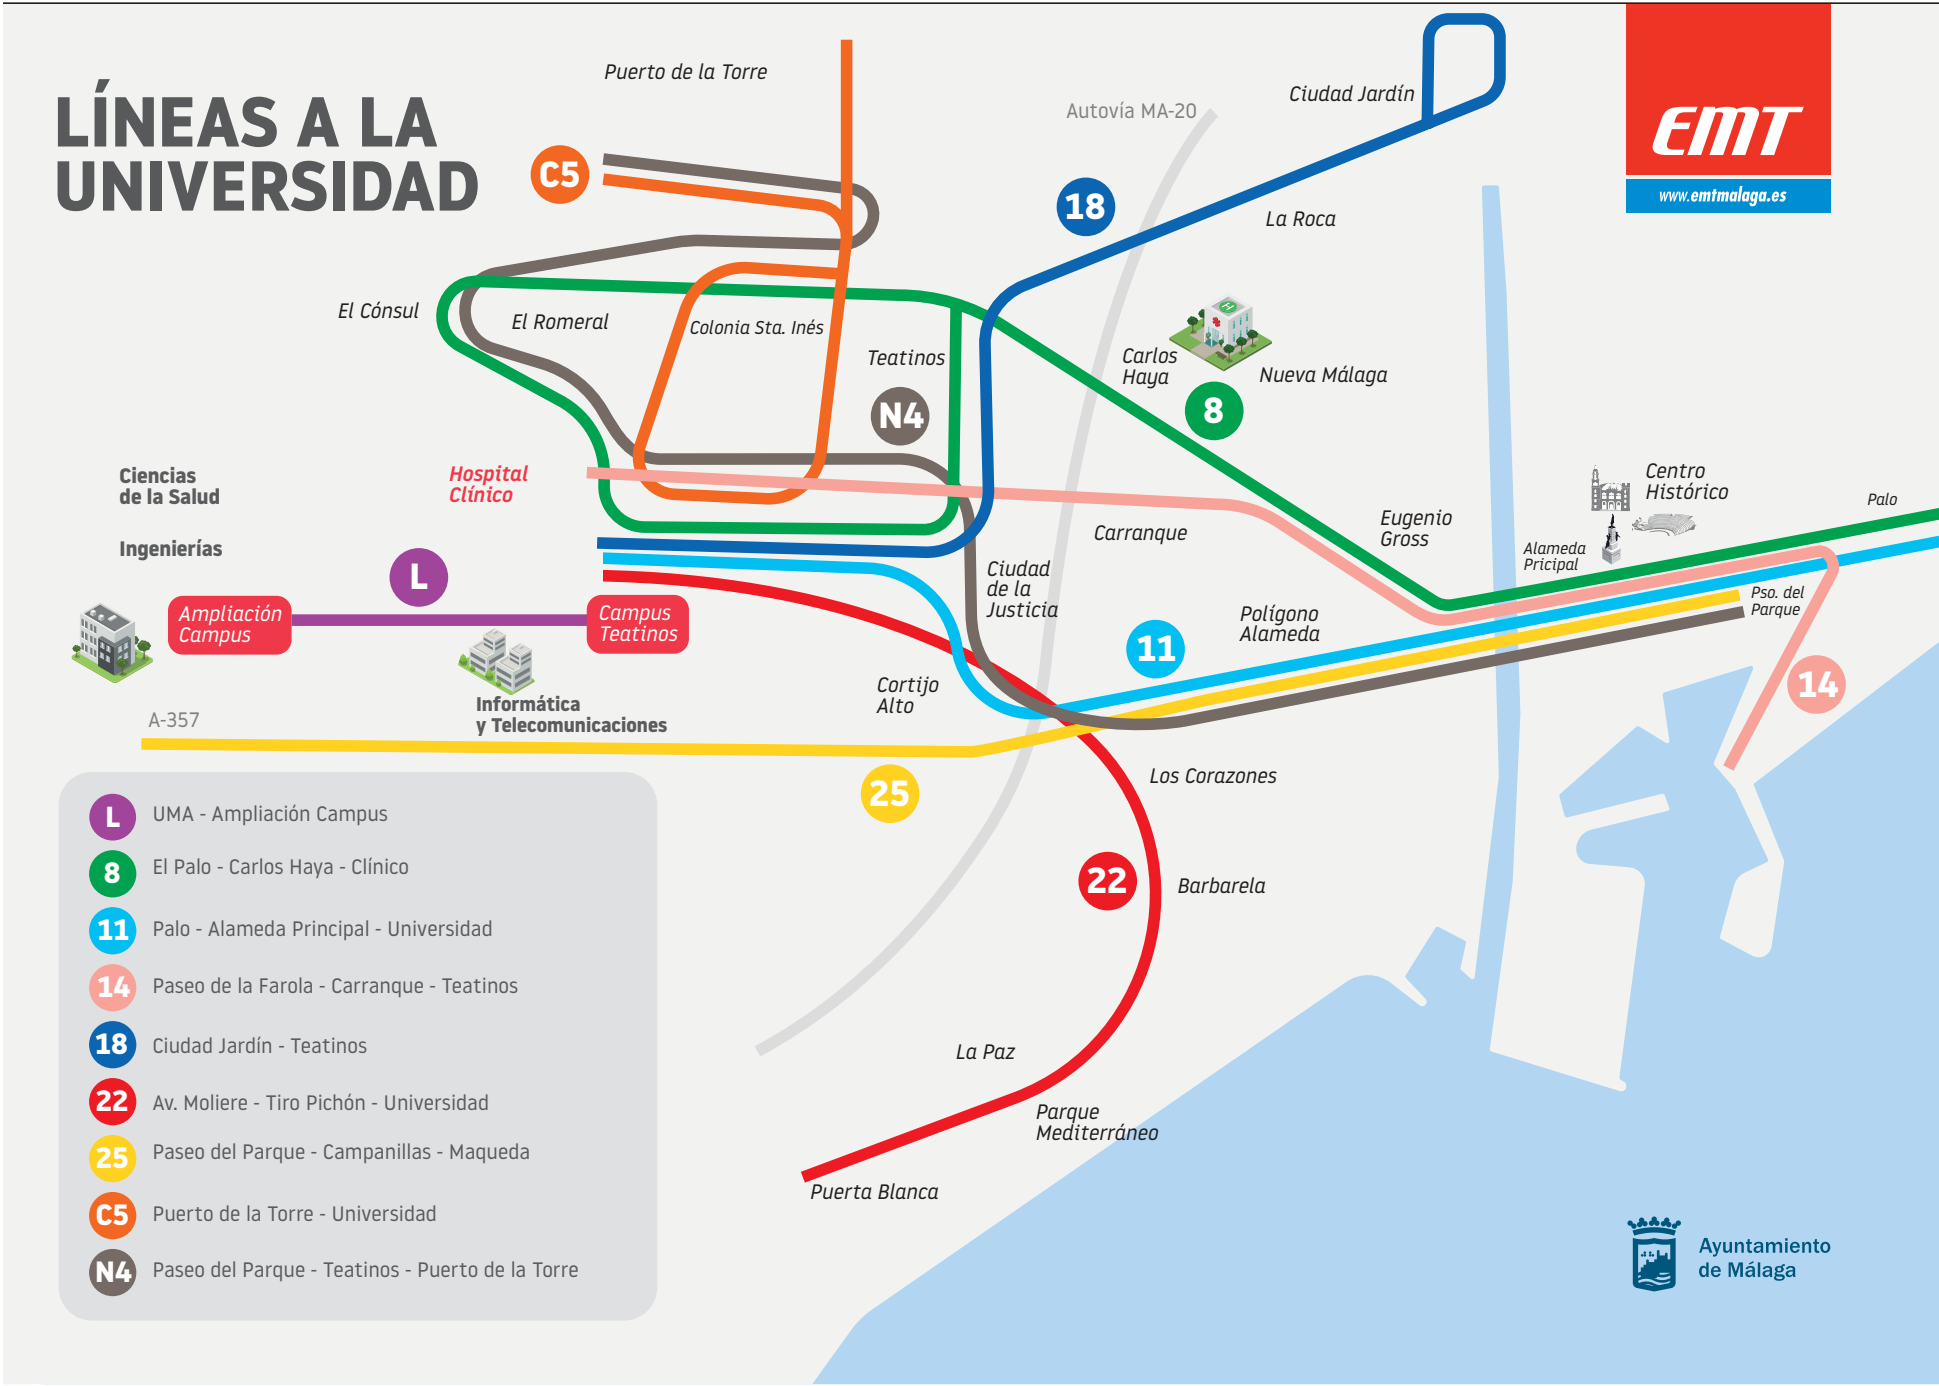 LÍNEAS A LA
UNIVERSIDAD
Puerto de la Torre
C5
Autovía MA-20
Ciudad Jardín
EMT
www.emtmalaga.es
18
La Roca
El Cónsul
El Romeral
Colonia Sta. Inés
Teatinos
N4
Carlos
Haya
H
Nueva Málaga
8
Ciencias
de la Salud
Hospital
Clínico
Ingenierías
L
Ampliación
Campus
Campus
Teatinos
Informática
y Telecomunicaciones
A-357
Carranque
Eugenio
Gross
Centro
Histórico
Palo
Alameda
Pricipal
Ciudad
de la
Justicia
Polígono
Alameda
Pso. del
Parque
11
14
Cortijo
Alto
25
Los Corazones
22
Barbarela
La Paz
Parque
Mediterráneo
Puerta Blanca
L UMA - Ampliación Campus
8 El Palo - Carlos Haya - Clínico
11 Palo - Alameda Principal - Universidad
14 Paseo de la Farola - Carranque - Teatinos
18 Ciudad Jardín - Teatinos
22 Av. Moliere - Tiro Pichón - Universidad
25 Paseo del Parque - Campanillas - Maqueda
C5 Puerto de la Torre - Universidad
N4 Paseo del Parque - Teatinos - Puerto de la Torre
Ayuntamiento
de Málaga